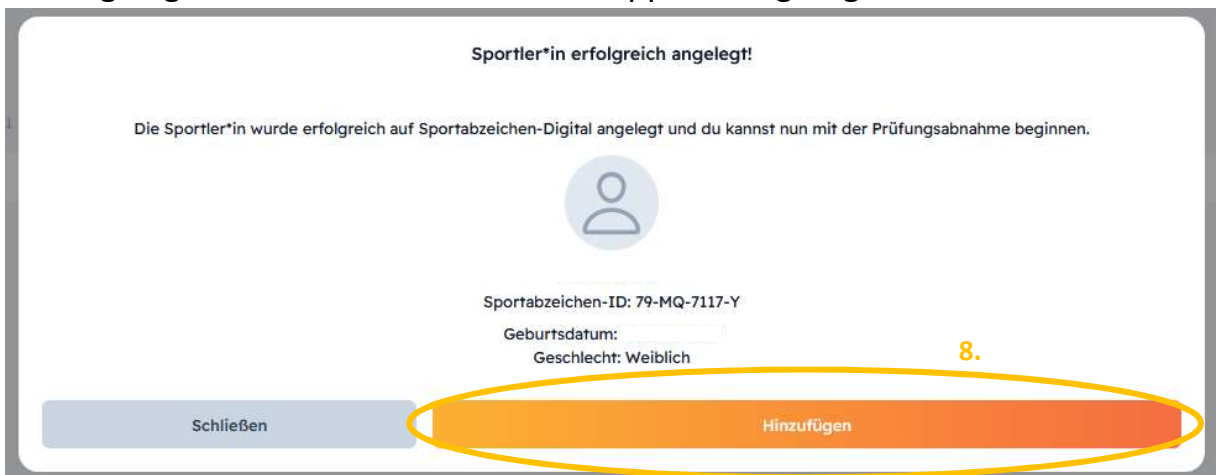 Sportler*in erfolgreich angelegt!
Die Sportler*in wurde erfolgreich auf Sportabzeichen-Digital angelegt und du kannst nun mit der Prüfungsabnahme beginnen.
Sportabzeichen-ID: 79-MQ-7117-Y
Geburtsdatum:
Geschlecht: Weiblich
8.
Schließen
Hinzufügen